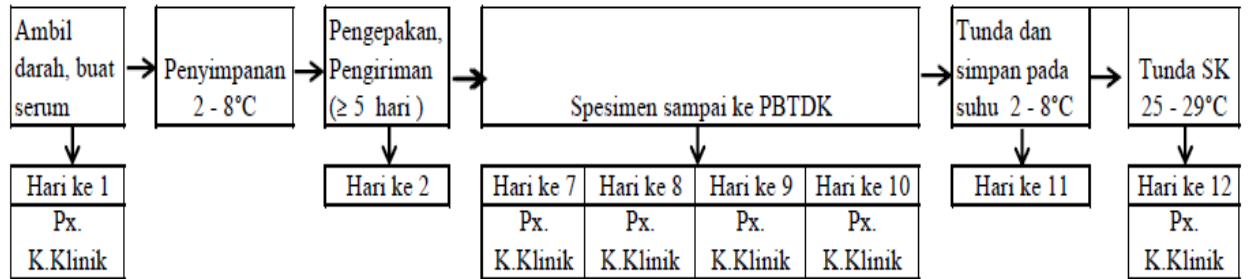 Ambil
darah, buat
serum
Penyimpanan
2 - 8°C
Pengepakan,
Pengiriman
(≥ 5 hari )
Spesimen sampai ke PBTDK
Tunda dan
simpan pada
suhu 2 - 8°C
Tunda SK
25 - 29°C
Hari ke 1
Hari ke 2
Hari ke 7
Hari ke 8
Hari ke 9
Hari ke 10
Hari ke 11
Hari ke 12
Px.
K.Klinik
Px.
K.Klinik
Px.
K.Klinik
Px.
K.Klinik
Px.
K.Klinik
Px.
K.Klinik